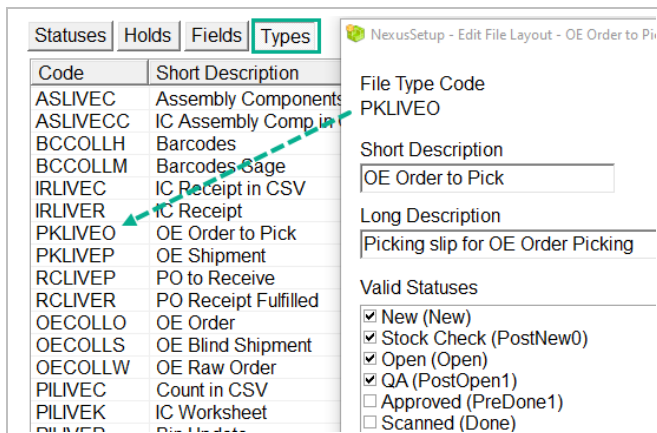 Statuses Holds Fields Types
Code Short Description
ASLIVEC Assembly Components
ASLIVECC IC Assembly Comp in
BCCOLLH Barcodes
BCCOLLM Barcodes Sage
IRLIVEC IC Receipt in CSV
IRLIVER IC Receipt
PKLIVEO OE Order to Pick
PKLIVEP OE Shipment
RCLIVEP PO to Receive
RCLIVER PO Receipt Fulfilled
OECOLLO OE Order
OECOLLS OE Blind Shipment
OECOLLW OE Raw Order
PILIVEC Count in CSV
PILIVEK IC Worksheet
NexusSetup - Edit File Layout - OE Order to Pic
File Type Code
PKLIVEO
Short Description
OE Order to Pick
Long Description
Picking slip for OE Order Picking
Valid Statuses
New (New)
Stock Check (PostNew0)
Open (Open)
QA (PostOpen1)
Approved (PreDone1)
Scanned (Done)